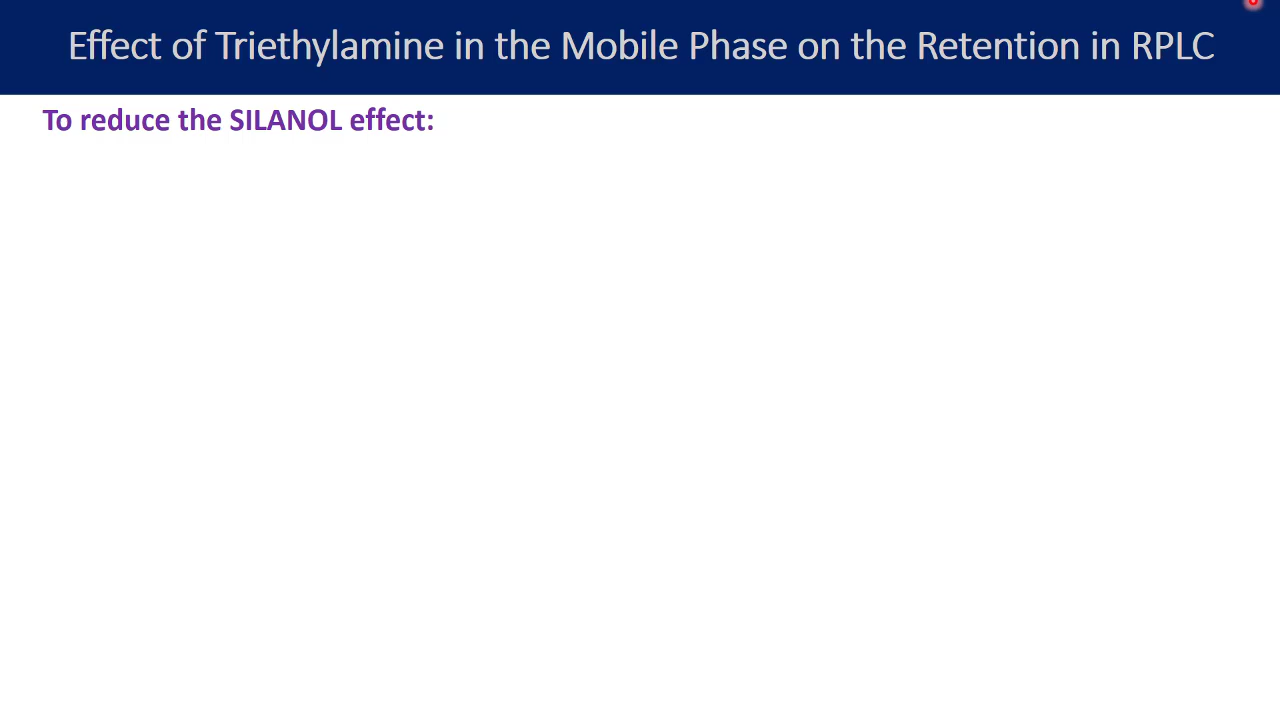 Effect of Triethylamine in the Mobile Phase on the Retention in RPLC
To reduce the SILANOL effect: